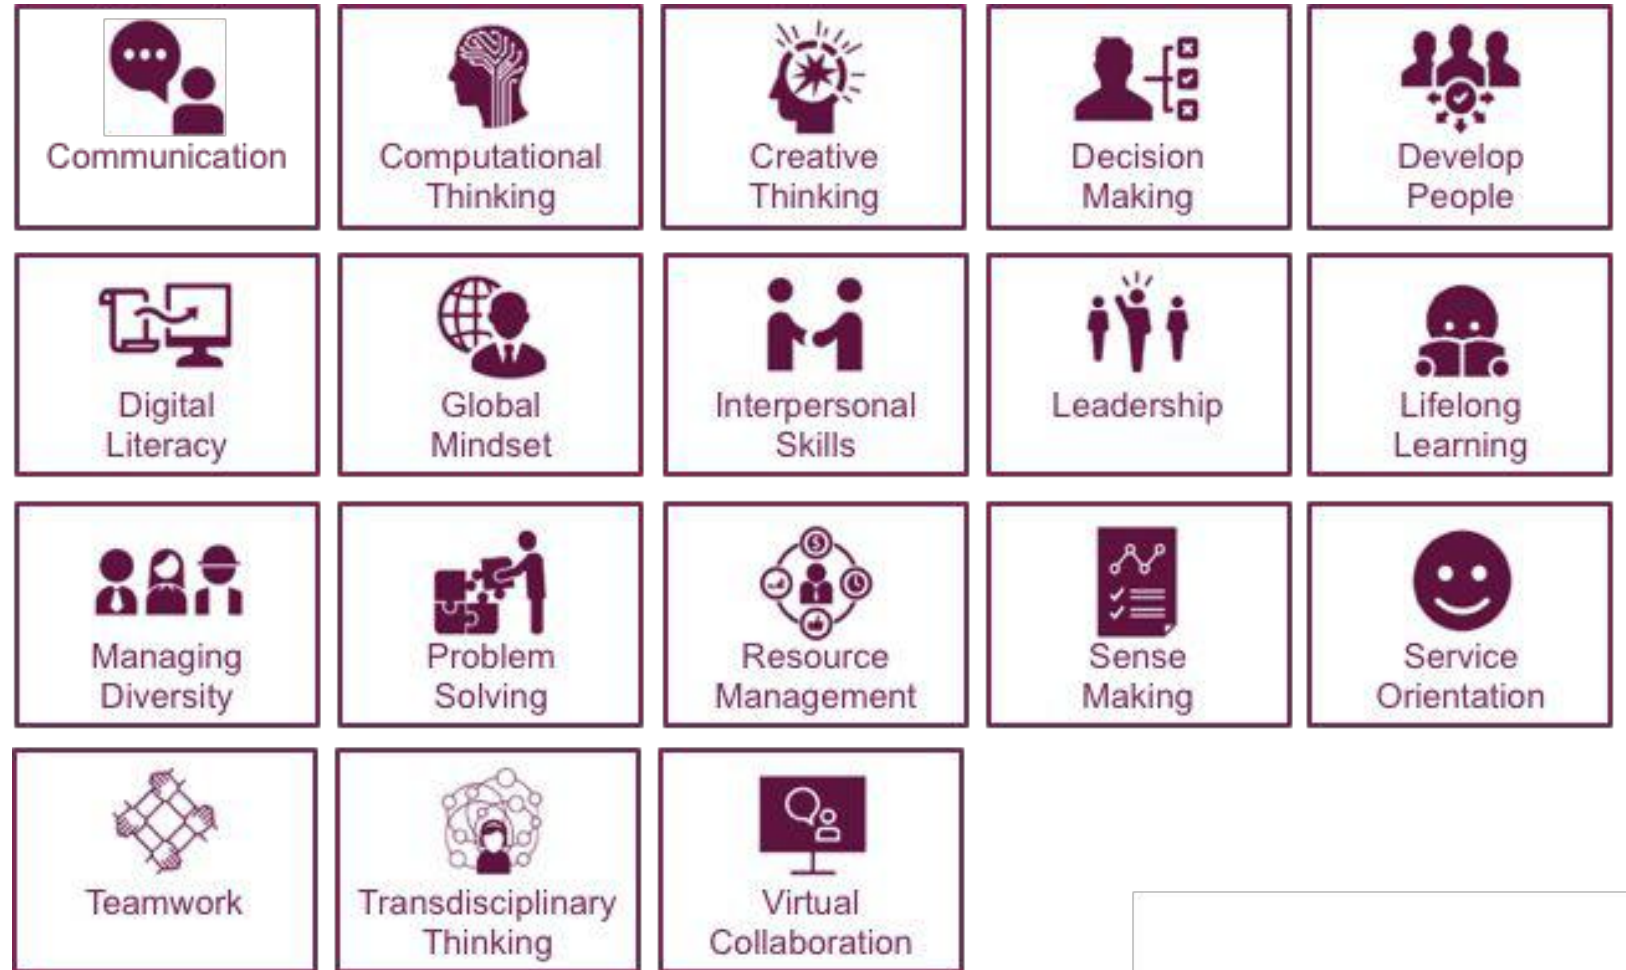 Communication
Computational
Thinking
Creative
Thinking
Decision
Making
Develop
People
Digital
Literacy
Global
Mindset
Interpersonal
Skills
Leadership
Lifelong
Learning
Managing
Diversity
Problem
Solving
Resource
Management
Sense
Making
Service
Orientation
Teamwork
Transdisciplinary
Thinking
Virtual
Collaboration